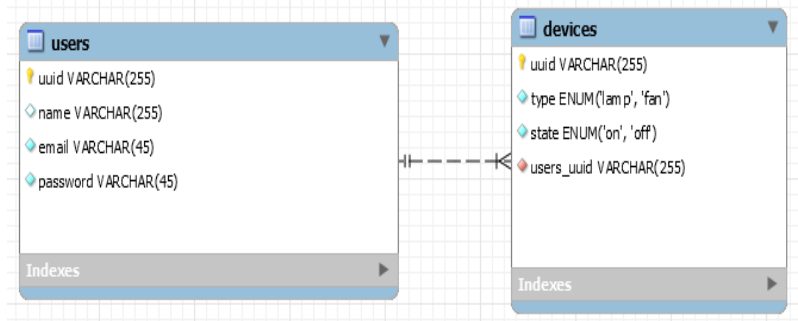 users
uuid VARCHAR(255)
name VARCHAR(255)
email VARCHAR(45)
password VARCHAR(45)
Indexes
devices
uuid VARCHAR(255)
type ENUM('lamp', 'fan')
state ENUM('on', 'off')
users_uuid VARCHAR(255)
Indexes